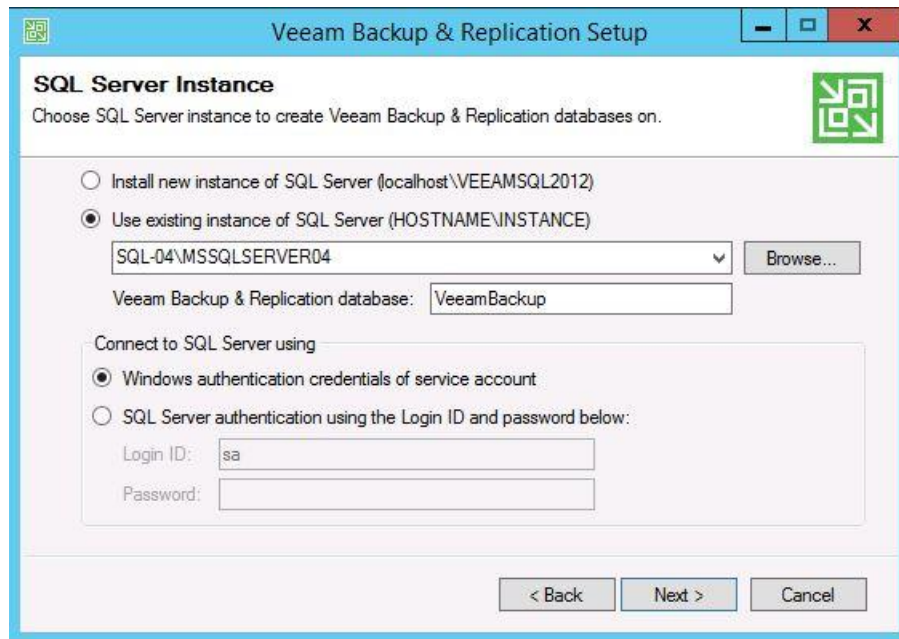 Veeam Backup & Replication Setup
SQL Server Instance
Choose SQL Server instance to create Veeam Backup & Replication databases on.
Install new instance of SQL Server (localhost\VEEAMSQL2012)
Use existing instance of SQL Server (HOSTNAME\INSTANCE)
SQL-04\MSSQLSERVER04 Browse...
Veeam Backup & Replication database: VeeamBackup
Connect to SQL Server using
Windows authentication credentials of service account
SQL Server authentication using the Login ID and password below:
Login ID: sa
Password:
< Back Next > Cancel